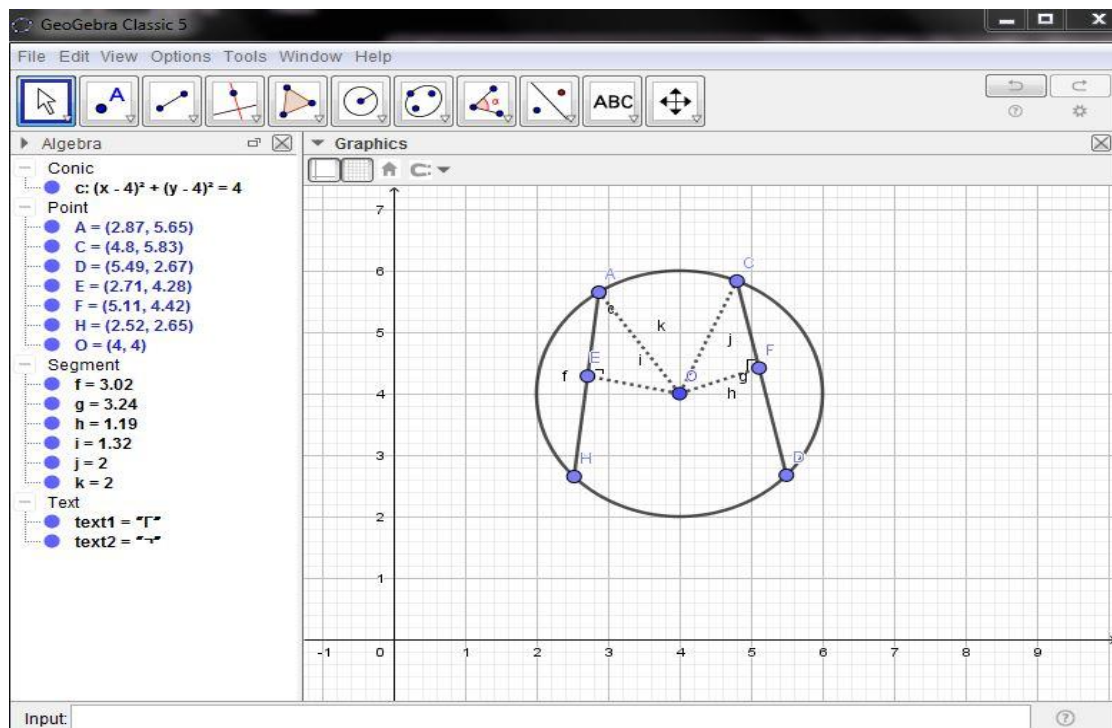 GeoGebra Classic 5
File Edit View Options Tools Window Help
A
α
ABC
Algebra
Graphics
Conic
c: (x - 4)² + (y - 4)² = 4
Point
A = (2.87, 5.65)
C = (4.8, 5.83)
D = (5.49, 2.67)
E = (2.71, 4.28)
F = (5.11, 4.42)
H = (2.52, 2.65)
O = (4, 4)
Segment
f = 3.02
g = 3.24
h = 1.19
i = 1.32
j = 2
k = 2
Text
text1 = "Γ"
text2 = "¬"
7
6
5
4
3
2
1
A
C
c
k
j
i
E
F
f
O
g
h
H
D
-1 0 1 2 3 4 5 6 7 8 9
Input: